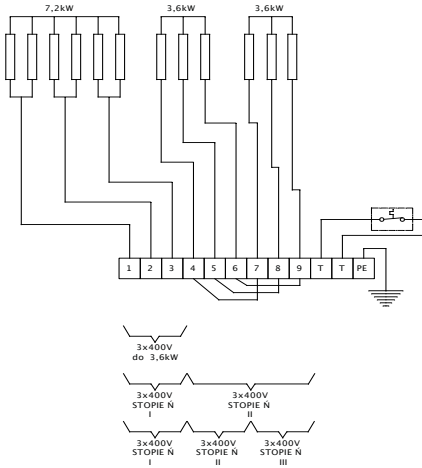 7,2kW 3,6kW 3,6kW
1 2 3 4 5 6 7 8 9 T T PE
3x400V
do 3,6kW
3x400V 3x400V
STOPIE Ń STOPIE Ń
I II
3x400V 3x400V 3x400V
STOPIE Ń STOPIE Ń STOPIE Ń
I II III